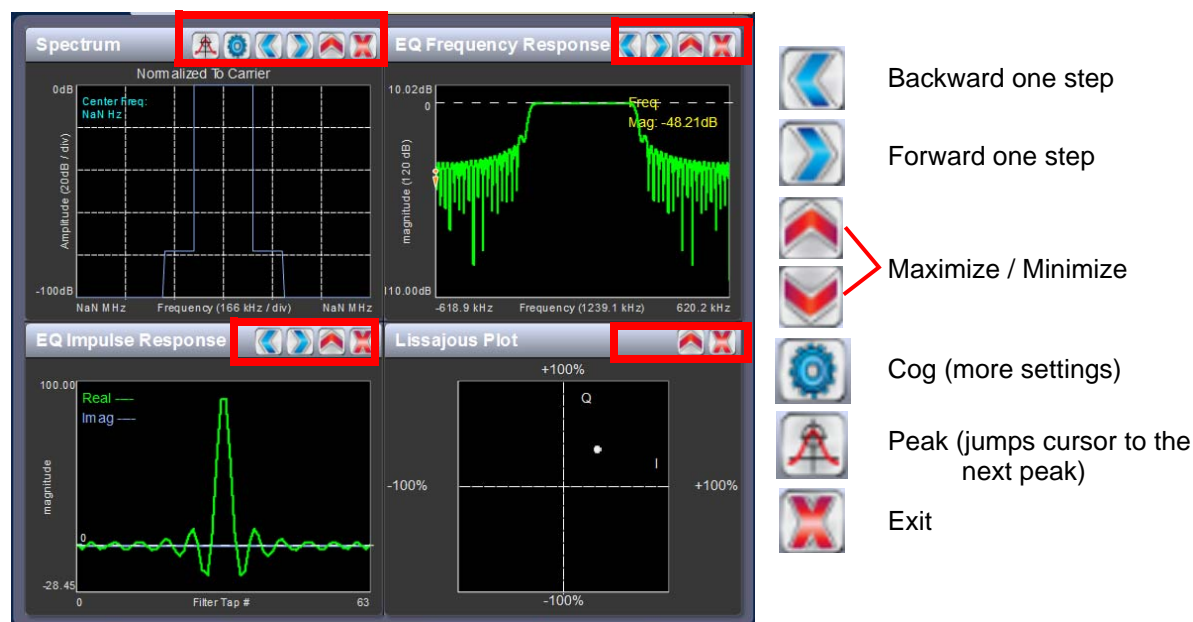 Spectrum
Normalized To Carrier
0dB
Center Freq:
NaN Hz
Amplitude (20dB / div)
-100dB
NaN MHz
Frequency (166 kHz / div)
NaN MHz
EQ Frequency Response
10.02dB
0
Freq:
Mag: -48.21dB
magnitude (120 dB)
110.00dB
-618.9 kHz
Frequency (1239.1 kHz)
620.2 kHz
EQ Impulse Response
100.00
Real ----
Imag ----
magnitude
0
-28.45
0
Filter Tap #
63
Lissajous Plot
+100%
Q
I
-100%
+100%
-100%
Backward one step
Forward one step
Maximize / Minimize
Cog (more settings)
Peak (jumps cursor to the
next peak)
Exit